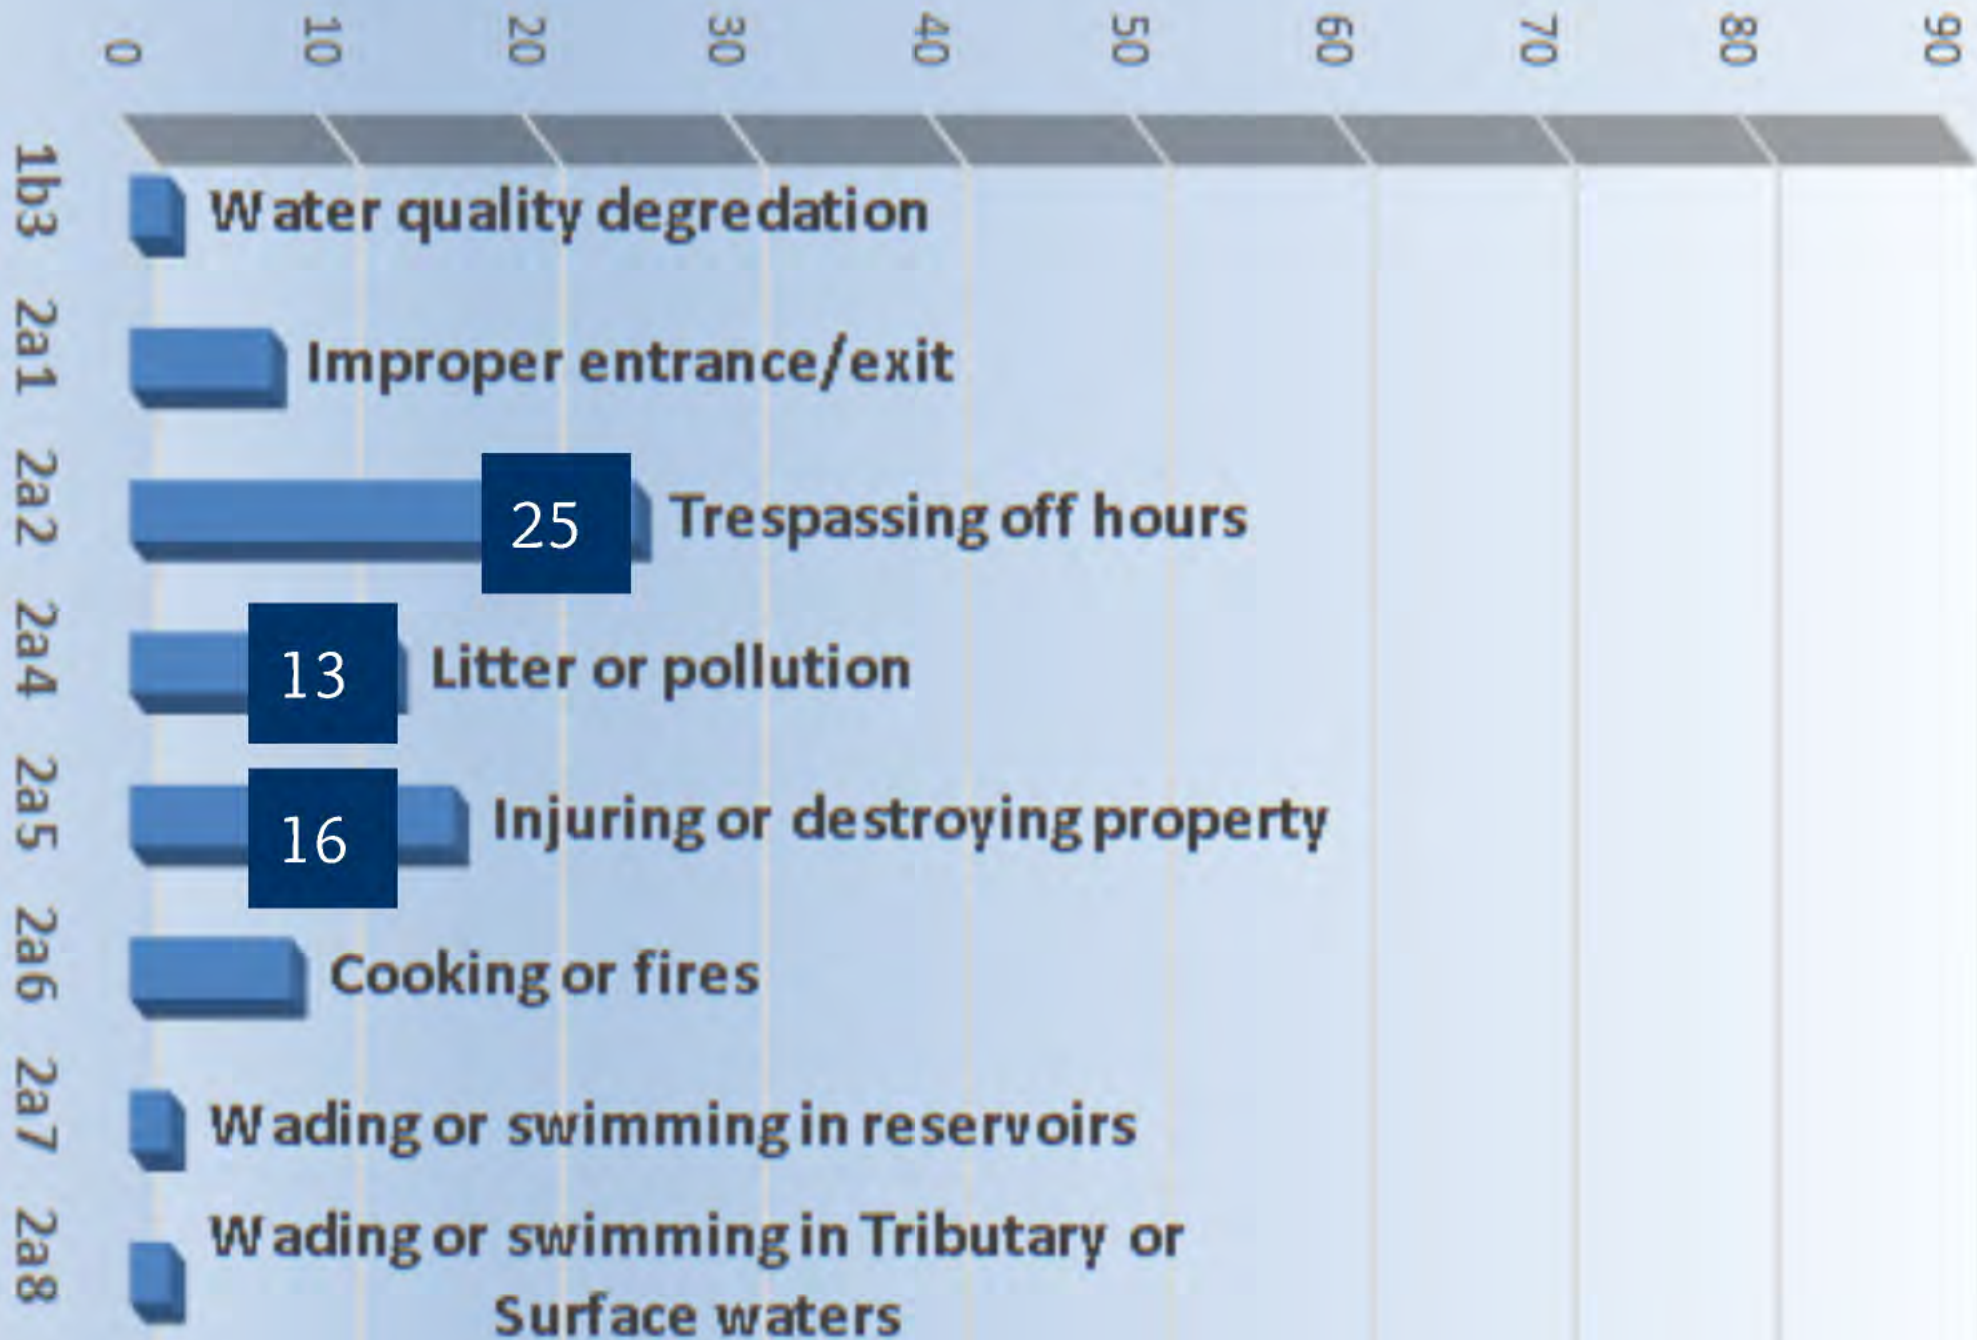 0 10 20 30 40 50 60 70 80 90
1b3 Water quality degredation
2a1 Improper entrance/exit
2a2 25 Trespassing off hours
2a4 13 Litter or pollution
2a5 16 Injuring or destroying property
2a6 Cooking or fires
2a7 Wading or swimming in reservoirs
2a8 Wading or swimming in Tributary or
Surface waters